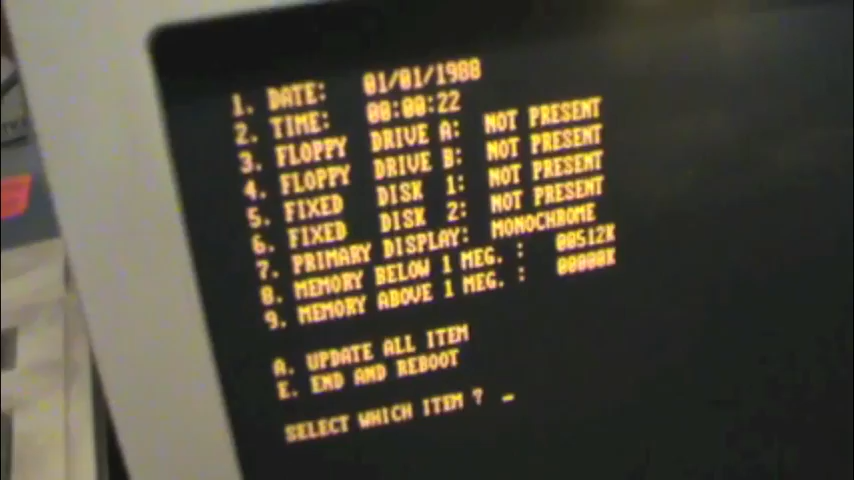 1. DATE: 01/01/1988
2. TIME: 00:00:22
3. FLOPPY DRIVE A: NOT PRESENT
4. FLOPPY DRIVE B: NOT PRESENT
5. FIXED DISK 1: NOT PRESENT
6. FIXED DISK 2: NOT PRESENT
7. PRIMARY DISPLAY: MONOCHROME
8. MEMORY BELOW 1 MEG. : 00512K
9. MEMORY ABOVE 1 MEG. : 00000K
A. UPDATE ALL ITEM
E. END AND REBOOT
SELECT WHICH ITEM ? _